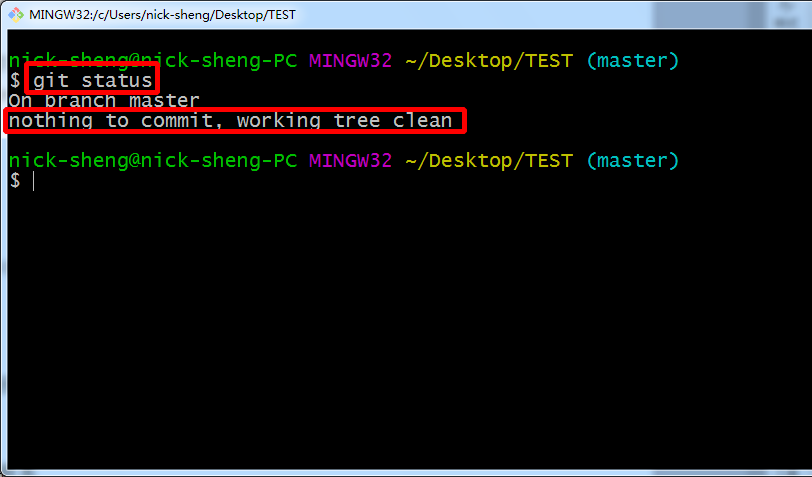 MINGW32:/c/Users/nick-sheng/Desktop/TEST
nick-sheng@nick-sheng-PC MINGW32 ~/Desktop/TEST (master)
$ git status
On branch master
nothing to commit, working tree clean
nick-sheng@nick-sheng-PC MINGW32 ~/Desktop/TEST (master)
$